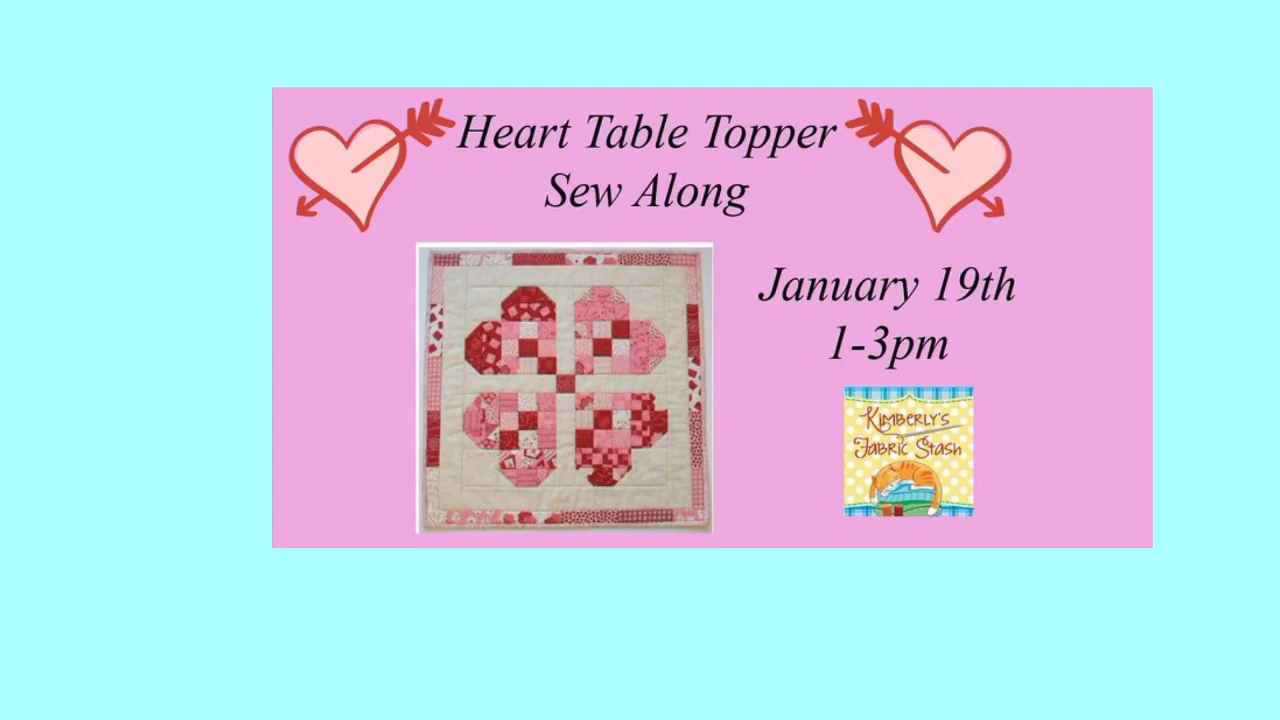 Heart Table Topper
Sew Along
January 19th
1-3pm
Kimberly's
Fabric Stash